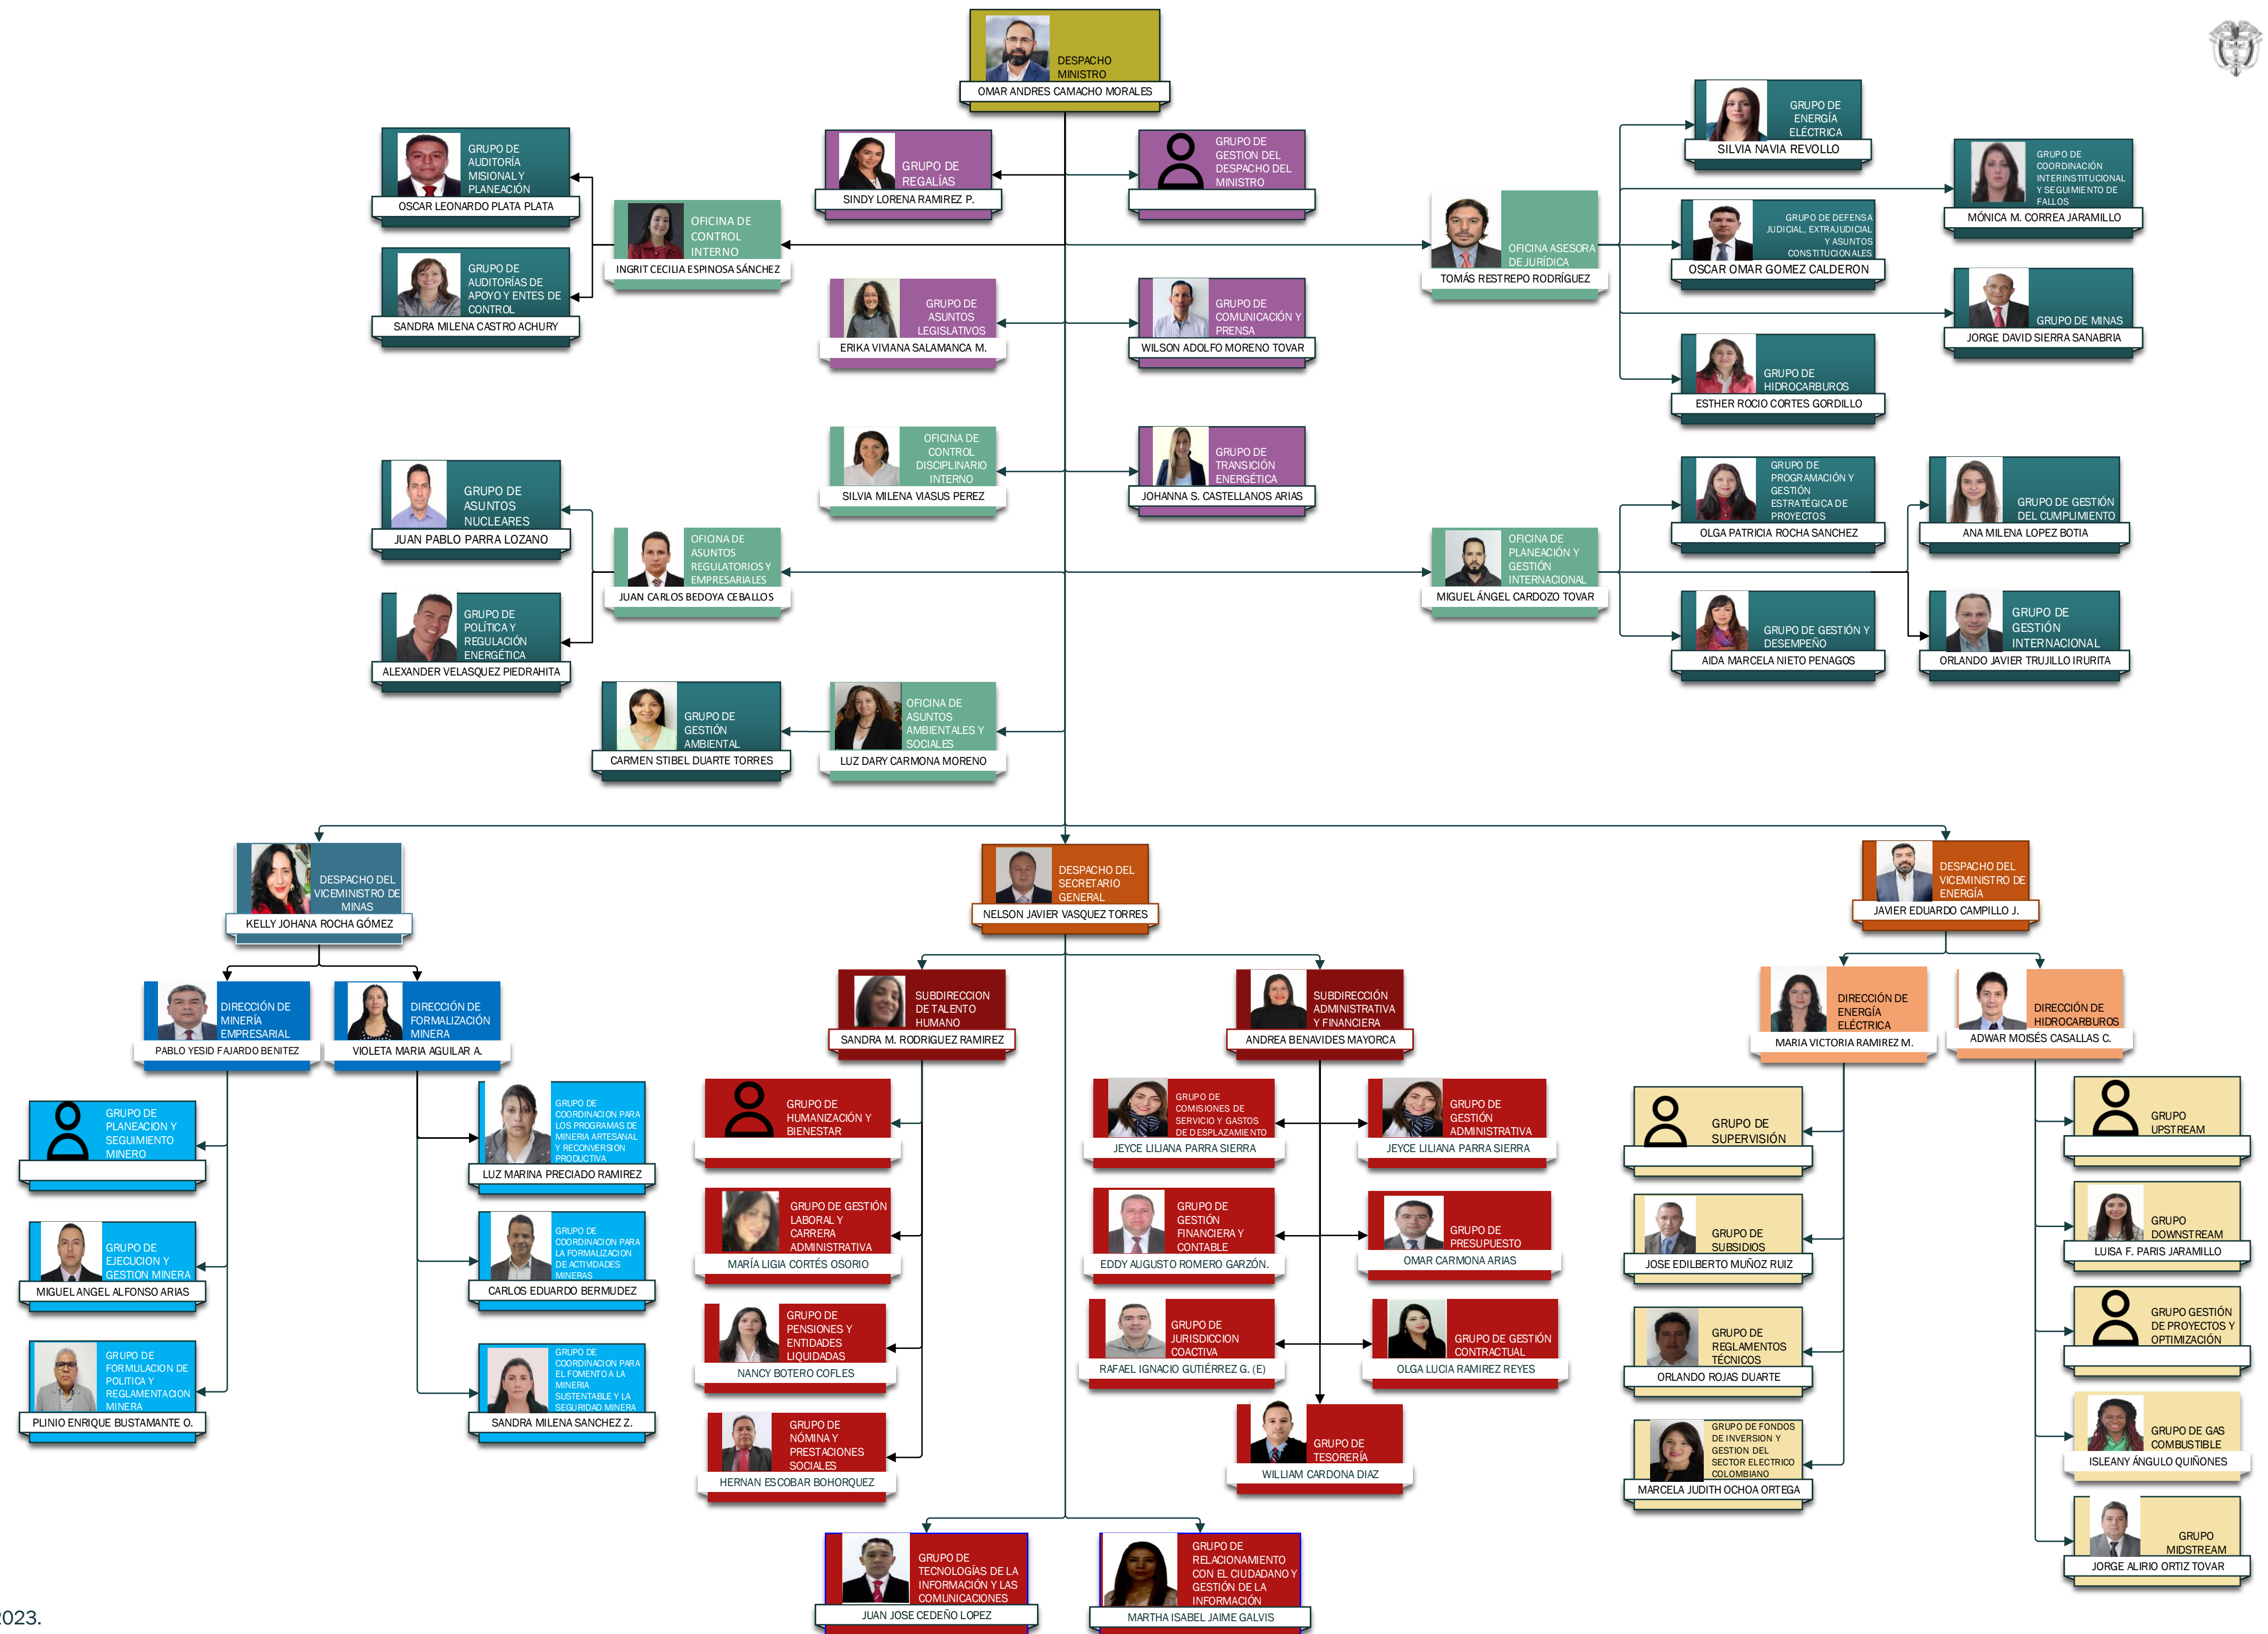 DESPACHO
MINISTRO
OMAR ANDRES CAMACHO MORALES
GRUPO DE
AUDITORÍA
MISIONAL Y
PLANEACIÓN
OSCAR LEONARDO PLATA PLATA
GRUPO DE
AUDITORÍAS DE
APOYO Y ENTES DE
CONTROL
SANDRA MILENA CASTRO ACHURY
OFICINA DE
CONTROL
INTERNO
INGRIT CECILIA ESPINOSA SÁNCHEZ
GRUPO DE
REGALÍAS
SINDY LORENA RAMIREZ P.
GRUPO DE
GESTION DEL
DESPACHO DEL
MINISTRO
GRUPO DE
ASUNTOS
LEGISLATIVOS
ERIKA VIVIANA SALAMANCA M.
GRUPO DE
COMUNICACIÓN Y
PRENSA
WILSON ADOLFO MORENO TOVAR
OFICINA ASESORA
DE JURÍDICA
TOMÁS RESTREPO RODRÍGUEZ
GRUPO DE
ENERGÍA
ELÉCTRICA
SILVIA NAVIA REVOLLO
GRUPO DE
COORDINACIÓN
INTERINSTITUCIONAL
Y SEGUIMIENTO DE
FALLOS
MÓNICA M. CORREA JARAMILLO
GRUPO DE DEFENSA
JUDICIAL, EXTRAJUDICIAL
Y ASUNTOS
CONSTITUCIONALES
OSCAR OMAR GOMEZ CALDERON
GRUPO DE MINAS
JORGE DAVID SIERRA SANABRIA
GRUPO DE
HIDROCARBUROS
ESTHER ROCIO CORTES GORDILLO
OFICINA DE
CONTROL
DISCIPLINARIO
INTERNO
SILVIA MILENA VIASUS PEREZ
GRUPO DE
TRANSICIÓN
ENERGÉTICA
JOHANNA S. CASTELLANOS ARIAS
GRUPO DE
ASUNTOS
NUCLEARES
JUAN PABLO PARRA LOZANO
GRUPO DE
POLÍTICA Y
REGULACIÓN
ENERGÉTICA
ALEXANDER VELASQUEZ PIEDRAHITA
OFICINA DE
ASUNTOS
REGULATORIOS Y
EMPRESARIALES
JUAN CARLOS BEDOYA CEBALLOS
OFICINA DE
PLANEACIÓN Y
GESTIÓN
INTERNACIONAL
MIGUEL ÁNGEL CARDOZO TOVAR
GRUPO DE
PROGRAMACIÓN Y
GESTIÓN
ESTRATÉGICA DE
PROYECTOS
OLGA PATRICIA ROCHA SANCHEZ
GRUPO DE GESTIÓN
DEL CUMPLIMIENTO
ANA MILENA LOPEZ BOTIA
GRUPO DE GESTIÓN Y
DESEMPEÑO
AIDA MARCELA NIETO PENAGOS
GRUPO DE
GESTIÓN
INTERNACIONAL
ORLANDO JAVIER TRUJILLO IRURITA
GRUPO DE
GESTIÓN
AMBIENTAL
CARMEN STIBEL DUARTE TORRES
OFICINA DE
ASUNTOS
AMBIENTALES Y
SOCIALES
LUZ DARY CARMONA MORENO
DESPACHO DEL
VICEMINISTRO DE
MINAS
KELLY JOHANA ROCHA GÓMEZ
DESPACHO DEL
SECRETARIO
GENERAL
NELSON JAVIER VASQUEZ TORRES
DESPACHO DEL
VICEMINISTRO DE
ENERGÍA
JAVIER EDUARDO CAMPILLO J.
DIRECCIÓN DE
MINERÍA
EMPRESARIAL
PABLO YESID FAJARDO BENITEZ
DIRECCIÓN DE
FORMALIZACIÓN
MINERA
VIOLETA MARIA AGUILAR A.
SUBDIRECCION
DE TALENTO
HUMANO
SANDRA M. RODRIGUEZ RAMIREZ
SUBDIRECCIÓN
ADMINISTRATIVA
Y FINANCIERA
ANDREA BENAVIDES MAYORCA
DIRECCIÓN DE
ENERGÍA
ELÉCTRICA
MARIA VICTORIA RAMIREZ M.
DIRECCIÓN DE
HIDROCARBUROS
ADWAR MOISÉS CASALLAS C.
GRUPO DE
PLANEACION Y
SEGUIMIENTO
MINERO
GRUPO DE
EJECUCION Y
GESTION MINERA
MIGUEL ANGEL ALFONSO ARIAS
GRUPO DE
FORMULACION DE
POLITICA Y
REGLAMENTACION
MINERA
PLINIO ENRIQUE BUSTAMANTE O.
GRUPO DE
COORDINACION PARA
LOS PROGRAMAS DE
MINERIA ARTESANAL
Y RECONVERSION
PRODUCTIVA
LUZ MARINA PRECIADO RAMIREZ
GRUPO DE
COORDINACION PARA
LA FORMALIZACION
DE ACTIVIDADES
MINERAS
CARLOS EDUARDO BERMUDEZ
GRUPO DE
COORDINACION PARA
EL FOMENTO A LA
MINERIA
SUSTENTABLE Y LA
SEGURIDAD MINERA
SANDRA MILENA SANCHEZ Z.
GRUPO DE
HUMANIZACIÓN Y
BIENESTAR
GRUPO DE GESTIÓN
LABORAL Y
CARRERA
ADMINISTRATIVA
MARÍA LIGIA CORTÉS OSORIO
GRUPO DE
PENSIONES Y
ENTIDADES
LIQUIDADAS
NANCY BOTERO COFLES
GRUPO DE
NÓMINA Y
PRESTACIONES
SOCIALES
HERNAN ESCOBAR BOHORQUEZ
GRUPO DE
COMISIONES DE
SERVICIO Y GASTOS
DE DESPLAZAMIENTO
JEYCE LILIANA PARRA SIERRA
GRUPO DE
GESTIÓN
ADMINISTRATIVA
JEYCE LILIANA PARRA SIERRA
GRUPO DE
GESTIÓN
FINANCIERA Y
CONTABLE
EDDY AUGUSTO ROMERO GARZÓN.
GRUPO DE
PRESUPUESTO
OMAR CARMONA ARIAS
GRUPO DE
JURISDICCION
COACTIVA
RAFAEL IGNACIO GUTIÉRREZ G. (E)
GRUPO DE GESTIÓN
CONTRACTUAL
OLGA LUCIA RAMIREZ REYES
GRUPO DE
TESORERÍA
WILLIAM CARDONA DIAZ
GRUPO DE
SUPERVISIÓN
GRUPO DE
SUBSIDIOS
JOSE EDILBERTO MUÑOZ RUIZ
GRUPO DE
REGLAMENTOS
TÉCNICOS
ORLANDO ROJAS DUARTE
GRUPO DE FONDOS
DE INVERSION Y
GESTION DEL
SECTOR ELECTRICO
COLOMBIANO
MARCELA JUDITH OCHOA ORTEGA
GRUPO
UPSTREAM
GRUPO
DOWNSTREAM
LUISA F. PARIS JARAMILLO
GRUPO GESTIÓN
DE PROYECTOS Y
OPTIMIZACIÓN
GRUPO DE GAS
COMBUSTIBLE
ISLEANY ÁNGULO QUIÑONES
GRUPO
MIDSTREAM
JORGE ALIRIO ORTIZ TOVAR
GRUPO DE
TECNOLOGÍAS DE LA
INFORMACIÓN Y LAS
COMUNICACIONES
JUAN JOSE CEDEÑO LOPEZ
GRUPO DE
RELACIONAMIENTO
CON EL CIUDADANO Y
GESTIÓN DE LA
INFORMACIÓN
MARTHA ISABEL JAIME GALVIS
2023.